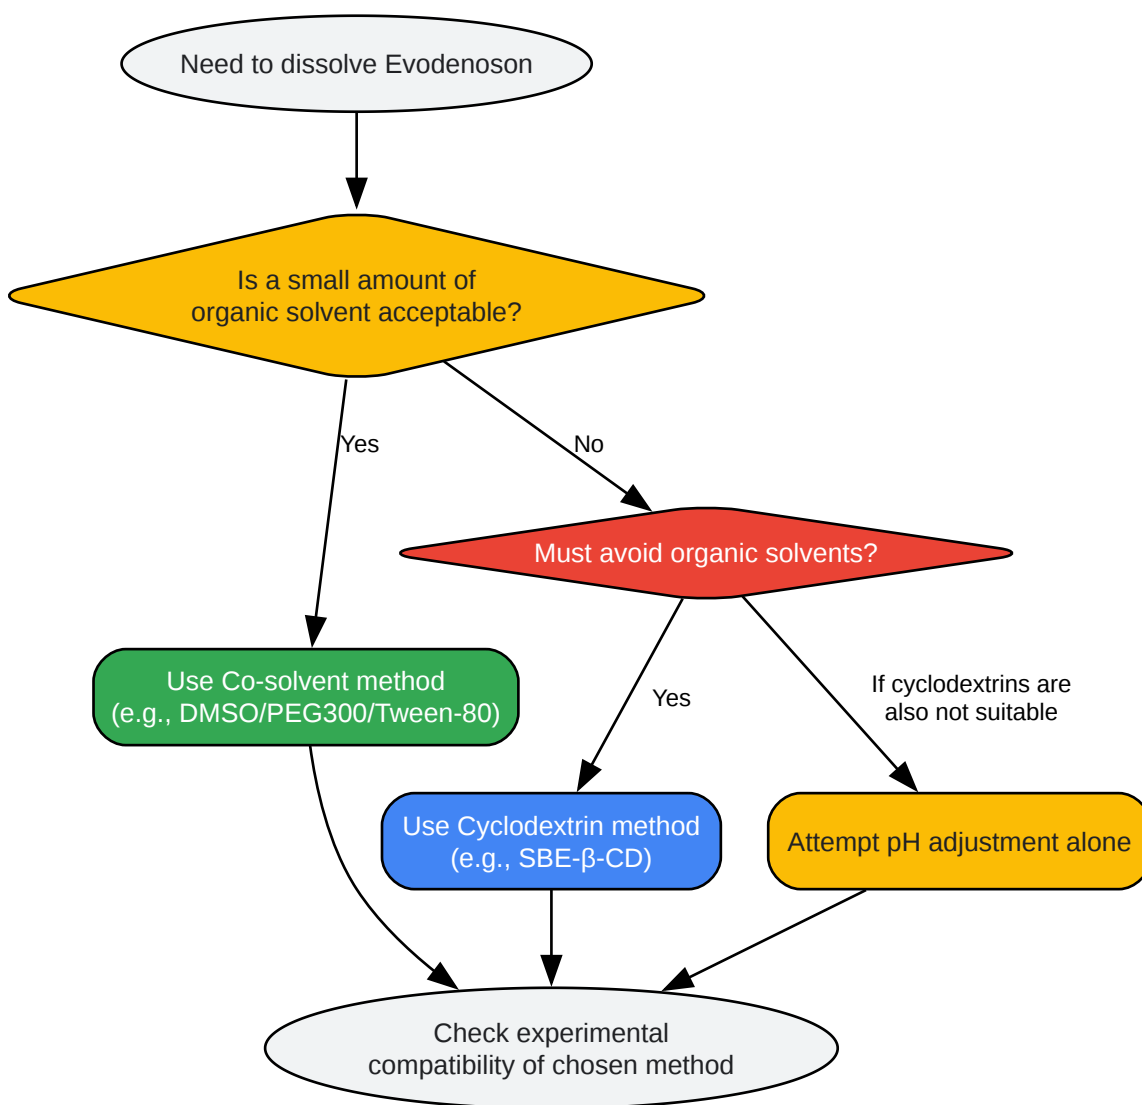 Need to dissolve Evodenoson
Is a small amount of
organic solvent acceptable?
Yes
No
Must avoid organic solvents?
Use Co-solvent method
(e.g., DMSO/PEG300/Tween-80)
Yes
If cyclodextrins are
also not suitable
Use Cyclodextrin method
(e.g., SBE-β-CD)
Attempt pH adjustment alone
Check experimental
compatibility of chosen method